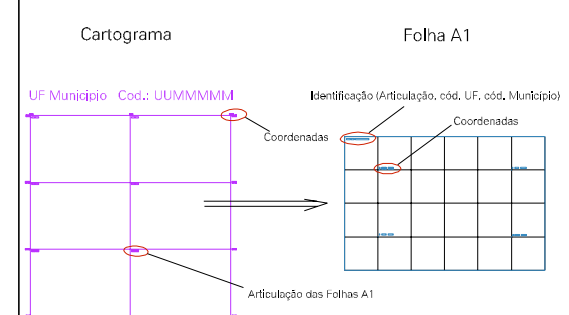 Cartograma
Folha A1
UF Município Cod.: UUMMMMM
Identificação (Articulação, cód. UF, cód. Município)
Coordenadas
Coordenadas
Articulação das Folhas A1